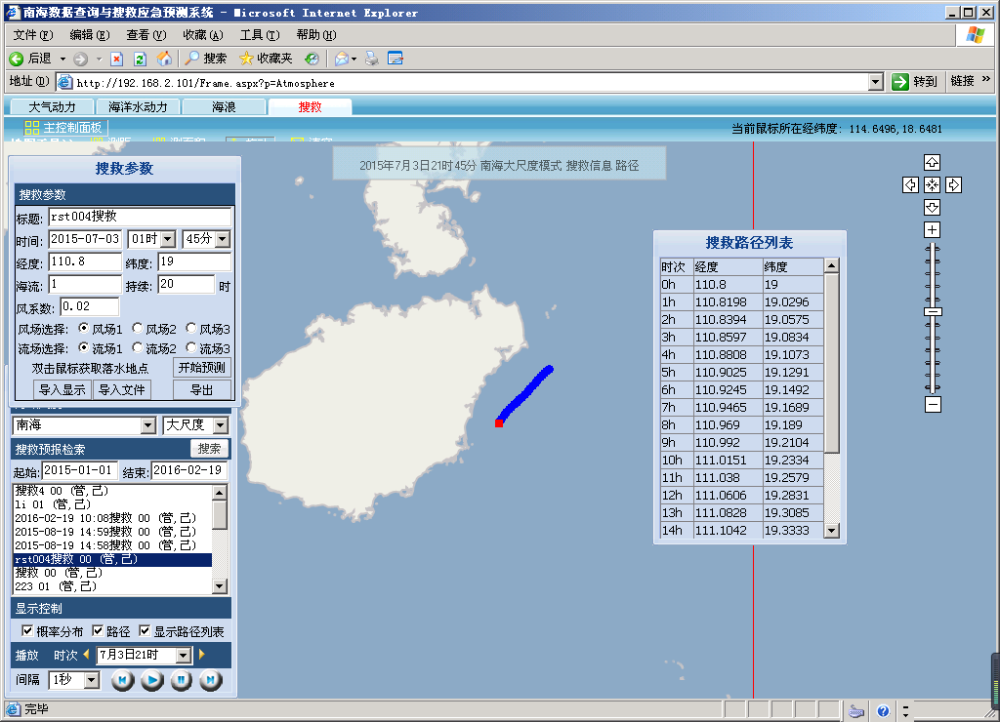 南海数据查询与搜救应急预测系统 - Microsoft Internet Explorer
文件(F) 编辑(E) 查看(V) 收藏(A) 工具(T) 帮助(H)
后退 搜索 收藏夹
地址(D) http://192.168.2.101/Frame.aspx?p=Atmosphere 转到 链接 »
大气动力 海洋水动力 海浪 搜救
主控制面板 当前鼠标所在经纬度: 114.6496,18.6481
2015年7月3日21时45分 南海大尺度模式 搜救信息 路径
搜救参数
搜救参数
标题: rst004搜救
时间: 2015-07-03 01时 45分
经度: 110.8 纬度: 19
海流: 1 持续: 20 时
风系数: 0.02
风场选择: 风场1 风场2 风场3
流场选择: 流场1 流场2 流场3
双击鼠标获取落水地点 开始预测
导入显示 导入文件 导出
南海 大尺度
搜救预报检索 搜索
起始: 2015-01-01 结束: 2016-02-19
搜救4 00 (管,己)
li 01 (管,己)
2016-02-19 10:08搜救 00 (管,己)
2015-08-19 14:59搜救 00 (管,己)
2015-08-19 14:58搜救 00 (管,己)
rst004搜救 00 (管,己)
搜救 00 (管,己)
223 01 (管,己)
显示控制
概率分布 路径 显示路径列表
播放 时次 7月3日21时
间隔 1秒
搜救路径列表
时次 经度 纬度
0h 110.8 19
1h 110.8198 19.0296
2h 110.8394 19.0575
3h 110.8597 19.0834
4h 110.8808 19.1073
5h 110.9025 19.1291
6h 110.9245 19.1492
7h 110.9465 19.1689
8h 110.969 19.189
9h 110.992 19.2104
10h 111.0151 19.2334
11h 111.038 19.2579
12h 111.0606 19.2831
13h 111.0828 19.3085
14h 111.1042 19.3333
完毕